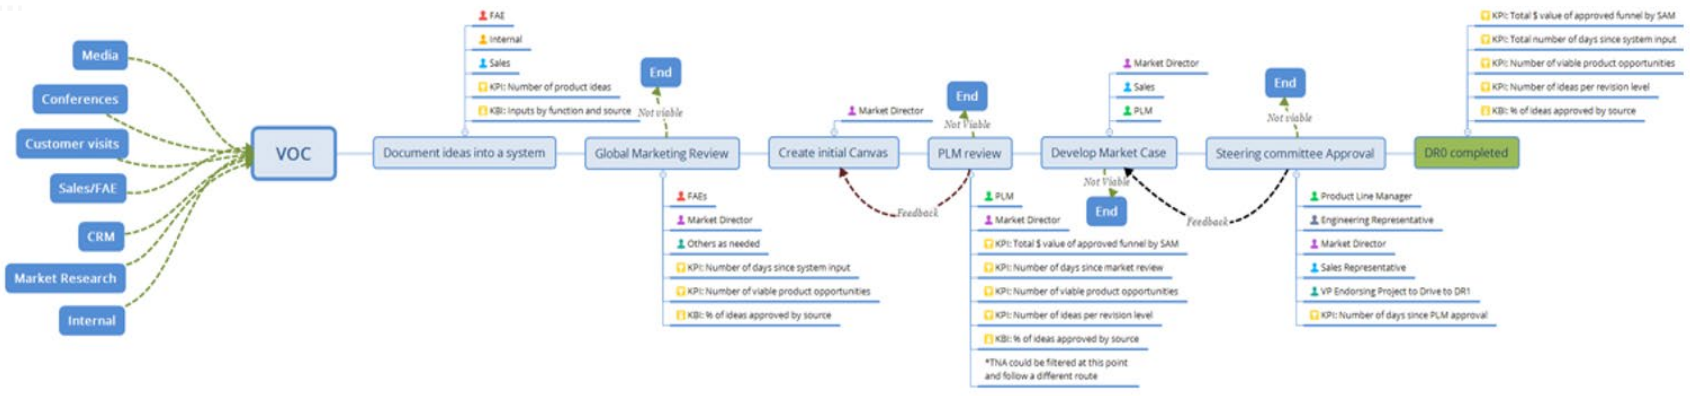 Media
Conferences
Customer visits
Sales/FAE
CRM
Market Research
Internal
VOC
FAE
Internal
Sales
KPI: Number of product ideas
KBI: Inputs by function and source
Document ideas into a system
End
Not viable
Global Marketing Review
FAEs
Market Director
Others as needed
KPI: Number of days since system input
KPI: Number of viable product opportunities
KBI: % of ideas approved by source
Market Director
Create initial Canvas
Feedback
End
Not Viable
PLM review
PLM
Market Director
KPI: Total $ value of approved funnel by SAM
KPI: Number of days since market review
KPI: Number of viable product opportunities
KPI: Number of ideas per revision level
KBI: % of ideas approved by source
*TNA could be filtered at this point
and follow a different route
Market Director
Sales
PLM
Develop Market Case
Not Viable
End
Feedback
End
Not viable
Steering committee Approval
Product Line Manager
Engineering Representative
Market Director
Sales Representative
VP Endorsing Project to Drive to DR1
KPI: Number of days since PLM approval
KPI: Total $ value of approved funnel by SAM
KPI: Total number of days since system input
KPI: Number of viable product opportunities
KPI: Number of ideas per revision level
KBI: % of ideas approved by source
DR0 completed